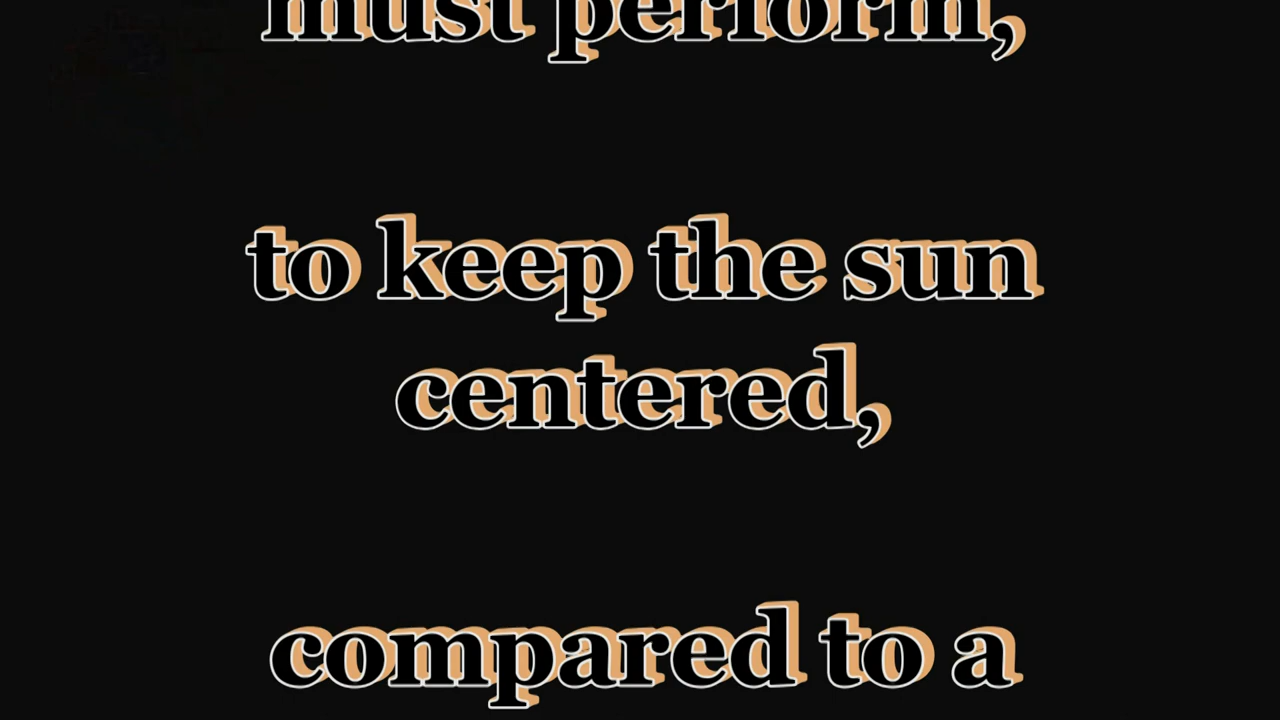 must perform,
to keep the sun
centered,
compared to a